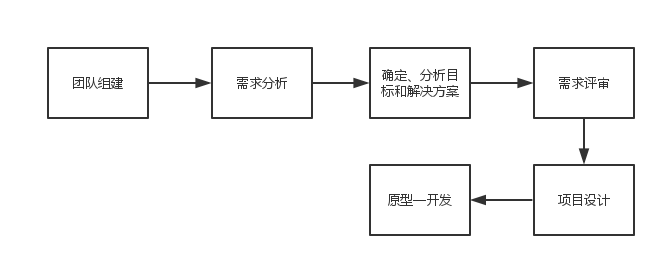 团队组建
需求分析
确定、分析目
标和解决方案
需求评审
项目设计
原型—开发